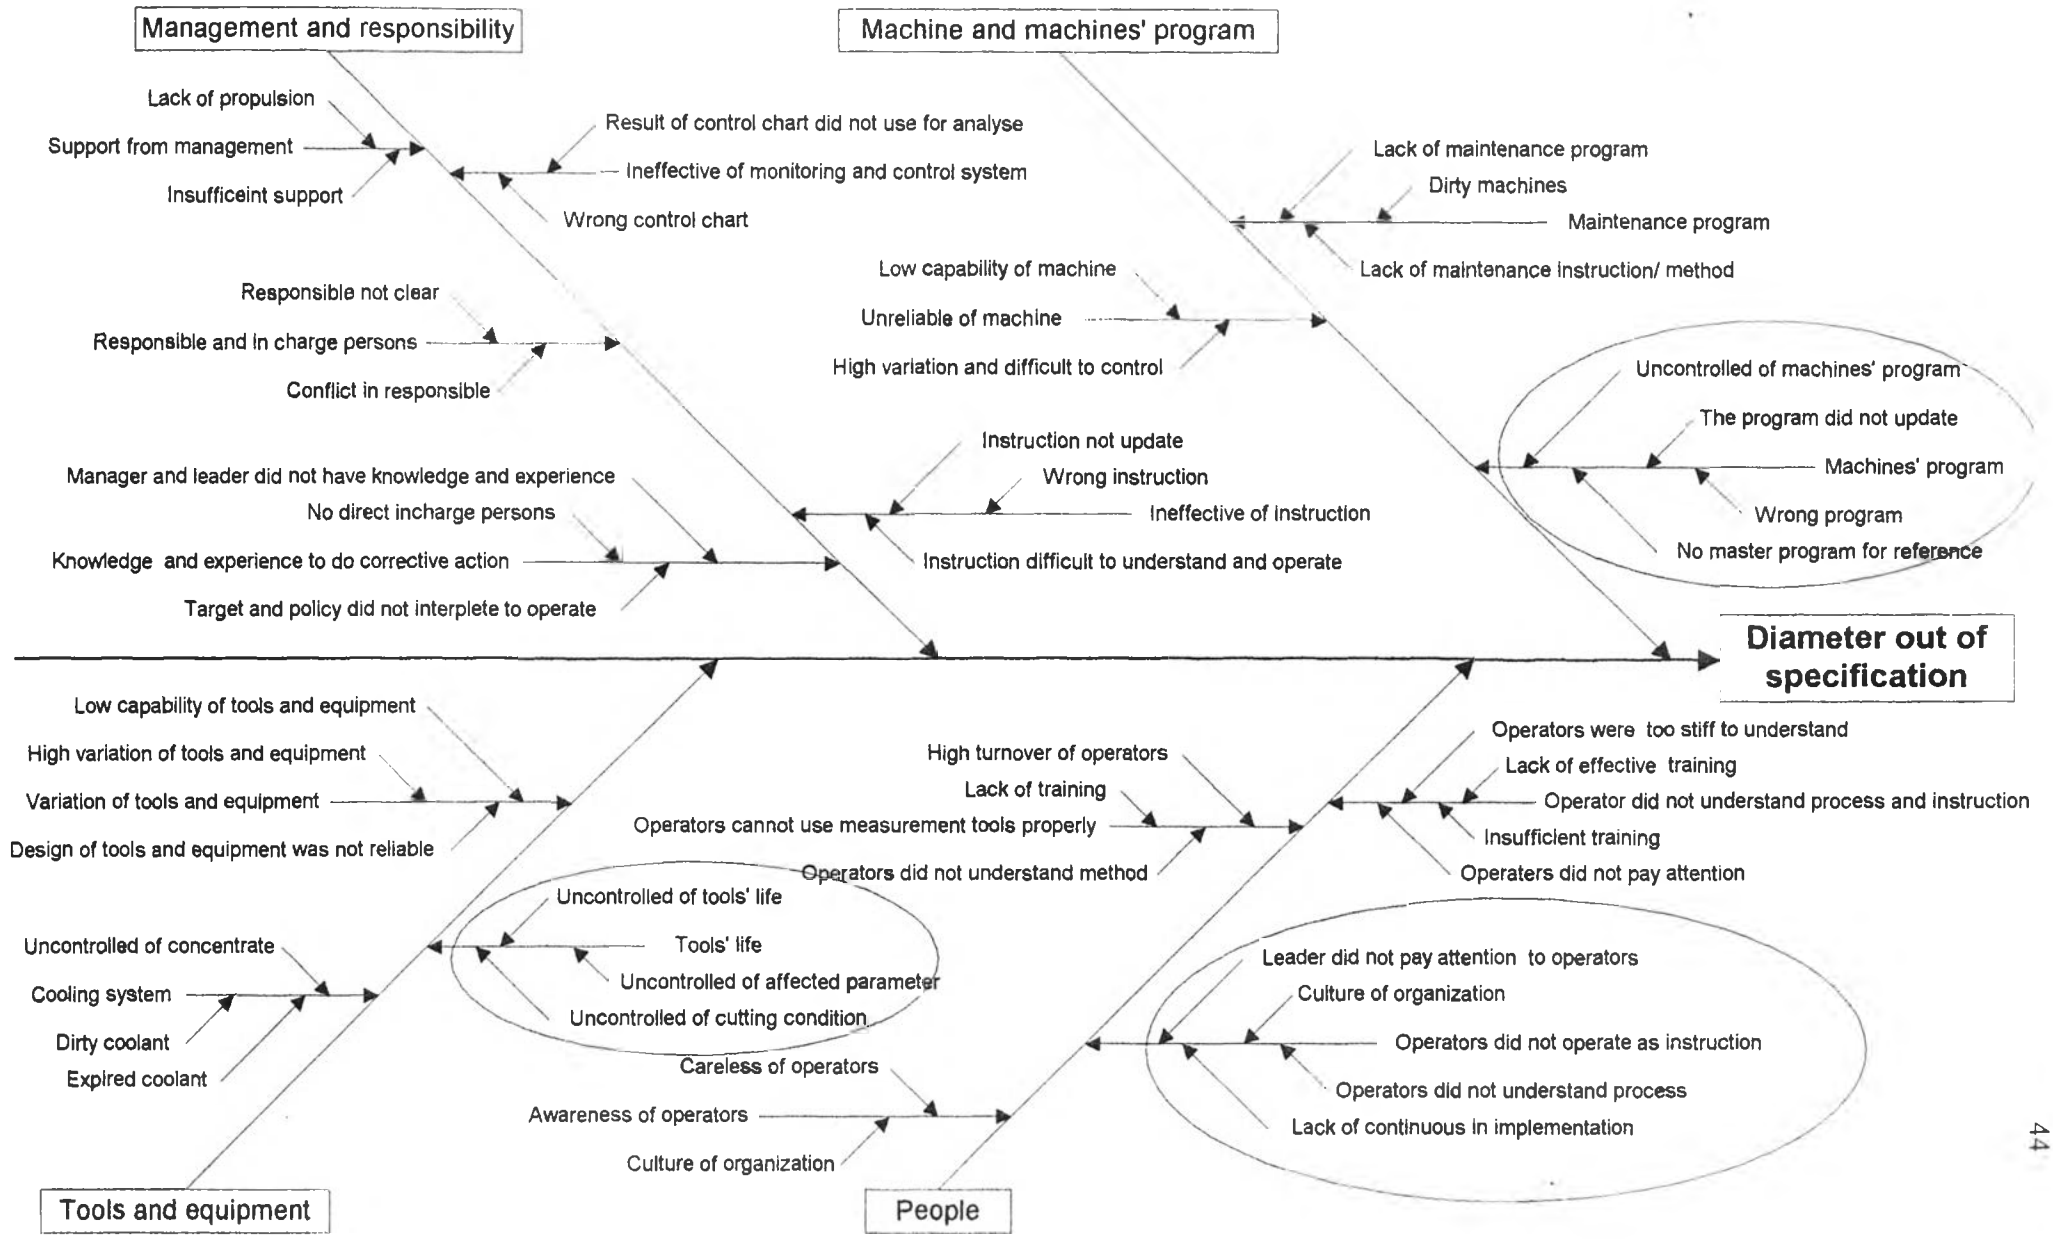 Management and responsibility
Machine and machines' program
Lack of propulsion
Support from management
Insufficeint support
Result of control chart did not use for analyse
Ineffective of monitoring and control system
Wrong control chart
Lack of maintenance program
Dirty machines
Maintenance program
Lack of maintenance instruction/ method
Responsible not clear
Responsible and in charge persons
Conflict in responsible
Low capability of machine
Unreliable of machine
High variation and difficult to control
Uncontrolled of machines' program
The program did not update
Machines' program
Wrong program
No master program for reference
Manager and leader did not have knowledge and experience
No direct incharge persons
Knowledge and experience to do corrective action
Target and policy did not interplete to operate
Instruction not update
Wrong instruction
Ineffective of instruction
Instruction difficult to understand and operate
Diameter out of
specification
Low capability of tools and equipment
High variation of tools and equipment
Variation of tools and equipment
Design of tools and equipment was not reliable
High turnover of operators
Lack of training
Operators cannot use measurement tools properly
Operators did not understand method
Operators were too stiff to understand
Lack of effective training
Operator did not understand process and instruction
Insufficient training
Operaters did not pay attention
Uncontrolled of tools' life
Tools' life
Uncontrolled of affected parameter
Uncontrolled of cutting condition
Uncontrolled of concentrate
Cooling system
Dirty coolant
Expired coolant
Leader did not pay attention to operators
Culture of organization
Operators did not operate as instruction
Operators did not understand process
Lack of continuous in implementation
Careless of operators
Awareness of operators
Culture of organization
Tools and equipment
People
44